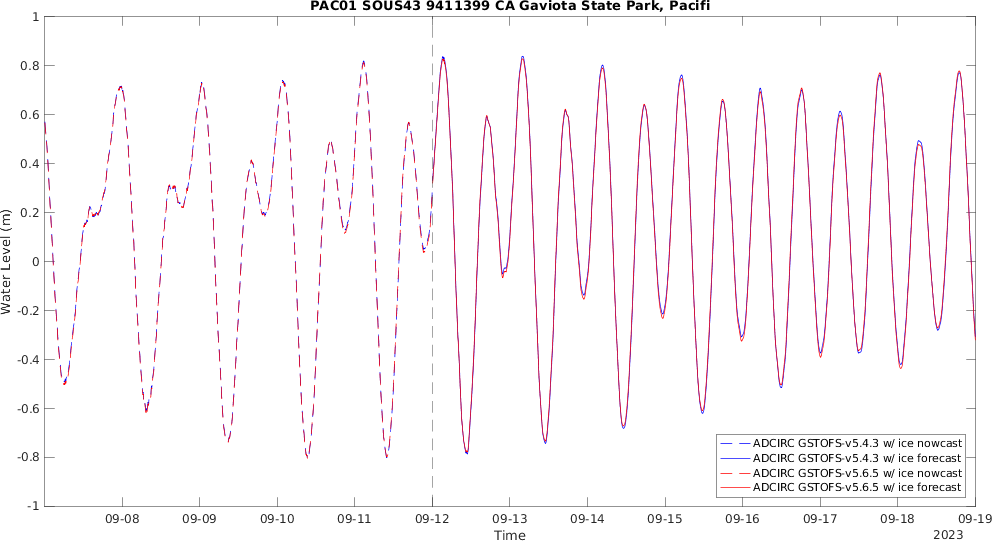 PAC01 SOUS43 9411399 CA Gaviota State Park, Pacifi
1
0.8
0.6
0.4
0.2
0
-0.2
-0.4
-0.6
-0.8
-1
Water Level (m)
09-08 09-09 09-10 09-11 09-12 09-13 09-14 09-15 09-16 09-17 09-18 09-19
Time
2023
ADCIRC GSTOFS-v5.4.3 w/ ice nowcast
ADCIRC GSTOFS-v5.4.3 w/ ice forecast
ADCIRC GSTOFS-v5.6.5 w/ ice nowcast
ADCIRC GSTOFS-v5.6.5 w/ ice forecast